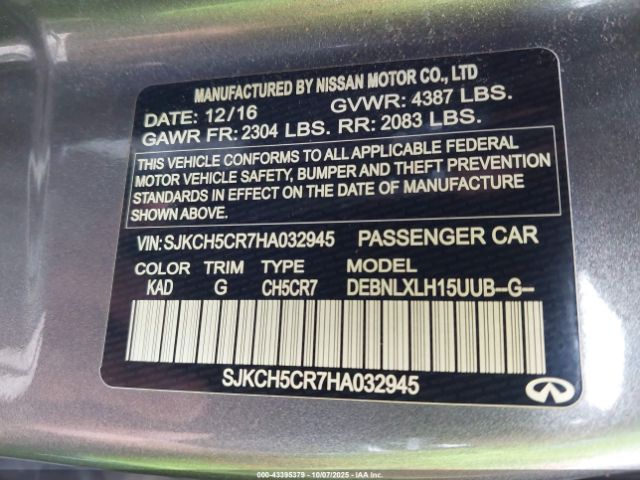 MANUFACTURED BY NISSAN MOTOR CO., LTD
DATE: 12/16 GVWR: 4387 LBS.
GAWR FR: 2304 LBS. RR: 2083 LBS.
THIS VEHICLE CONFORMS TO ALL APPLICABLE FEDERAL
MOTOR VEHICLE SAFETY, BUMPER AND THEFT PREVENTION
STANDARDS IN EFFECT ON THE DATE OF MANUFACTURE
SHOWN ABOVE.
VIN: SJKCH5CR7HA032945 PASSENGER CAR
COLOR TRIM TYPE MODEL
KAD G CH5CR7 DEBNLXLH15UUB-G-
SJKCH5CR7HA032945
000-43395379 | 10/07/2025 | IAAI.COM